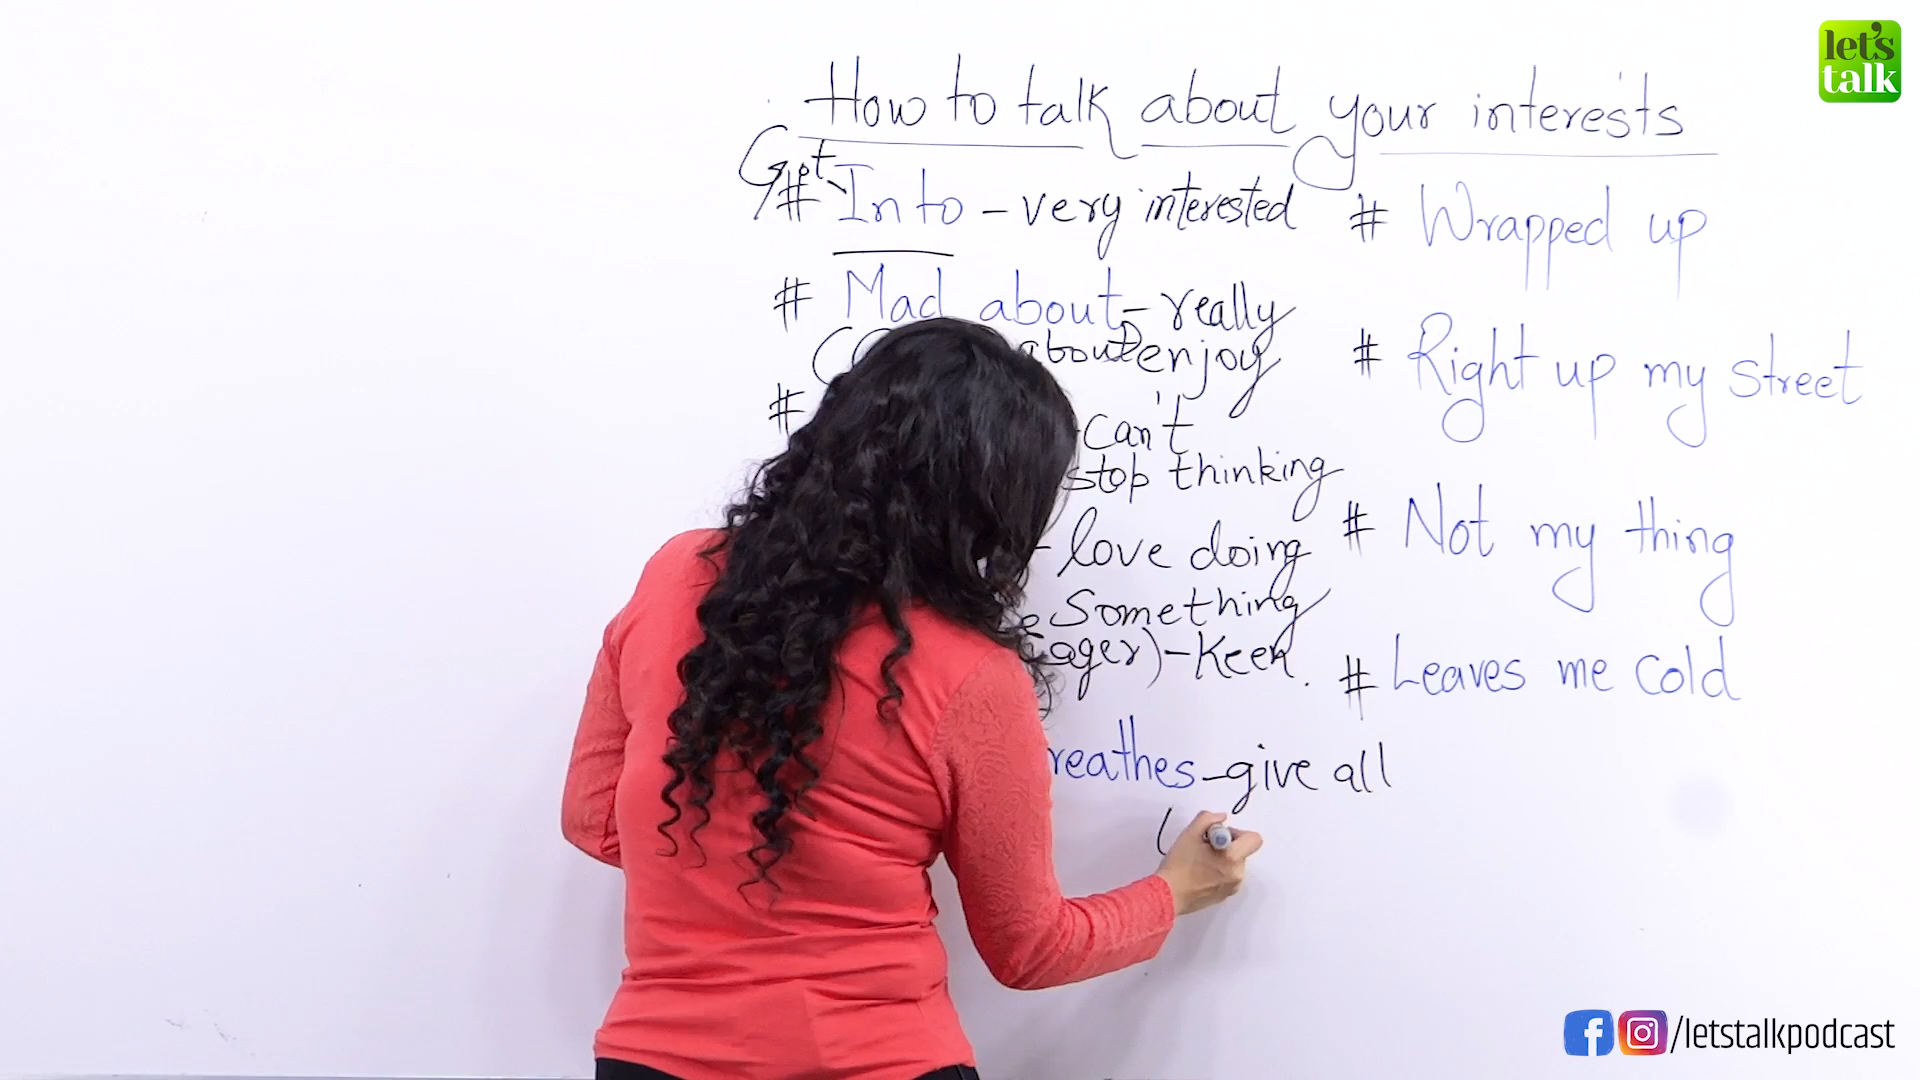 let's
talk
How to talk about your interests
Get
# Into - very interested
# Mad about - really
about) enjoy
#
can't
stop thinking
- love doing
Something
eager) - Keen.
reathes - give all
(
# Wrapped up
# Right up my street
# Not my thing
# Leaves me cold
/letstalkpodcast